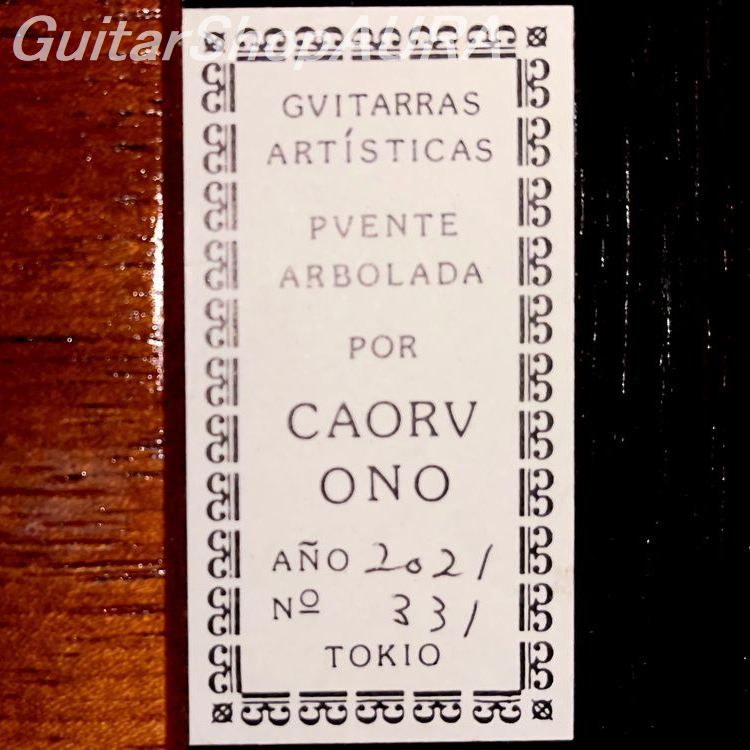 GuitarShopAURA
GVITARRAS
ARTÍSTICAS
PVENTE
ARBOLADA
POR
CAORV
ONO
AÑO 2021
Nº 331
TOKIO